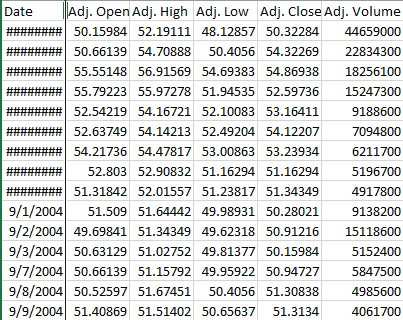 Date Adj. Open Adj. High Adj. Low Adj. Close Adj. Volume
######## 50.15984 52.19111 48.12857 50.32284 44659000
######## 50.66139 54.70888 50.4056 54.32269 22834300
######## 55.55148 56.91569 54.69383 54.86938 18256100
######## 55.79223 55.97278 51.94535 52.59736 15247300
######## 52.54219 54.16721 52.10083 53.16411 9188600
######## 52.63749 54.14213 52.49204 54.12207 7094800
######## 54.21736 54.47817 53.00863 53.23934 6211700
######## 52.803 52.90832 51.16294 51.16294 5196700
######## 51.31842 52.01557 51.23817 51.34349 4917800
9/1/2004 51.509 51.64442 49.98931 50.28021 9138200
9/2/2004 49.69841 51.34349 49.62318 50.91216 15118600
9/3/2004 50.63129 51.02752 49.81377 50.15984 5152400
9/7/2004 50.66139 51.15792 49.95922 50.94727 5847500
9/8/2004 50.52597 51.67451 50.4056 51.30838 4985600
9/9/2004 51.40869 51.51402 50.65637 51.3134 4061700